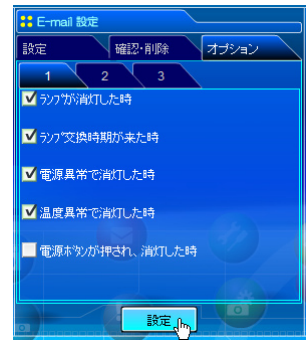 E-mail 設定
設定 確認・削除 オプション
1 2 3
ﾗﾝﾌﾟが消灯した時
ﾗﾝﾌﾟ交換時期が来た時
電源異常で消灯した時
温度異常で消灯した時
電源ﾎﾞﾀﾝが押され、消灯した時
設定